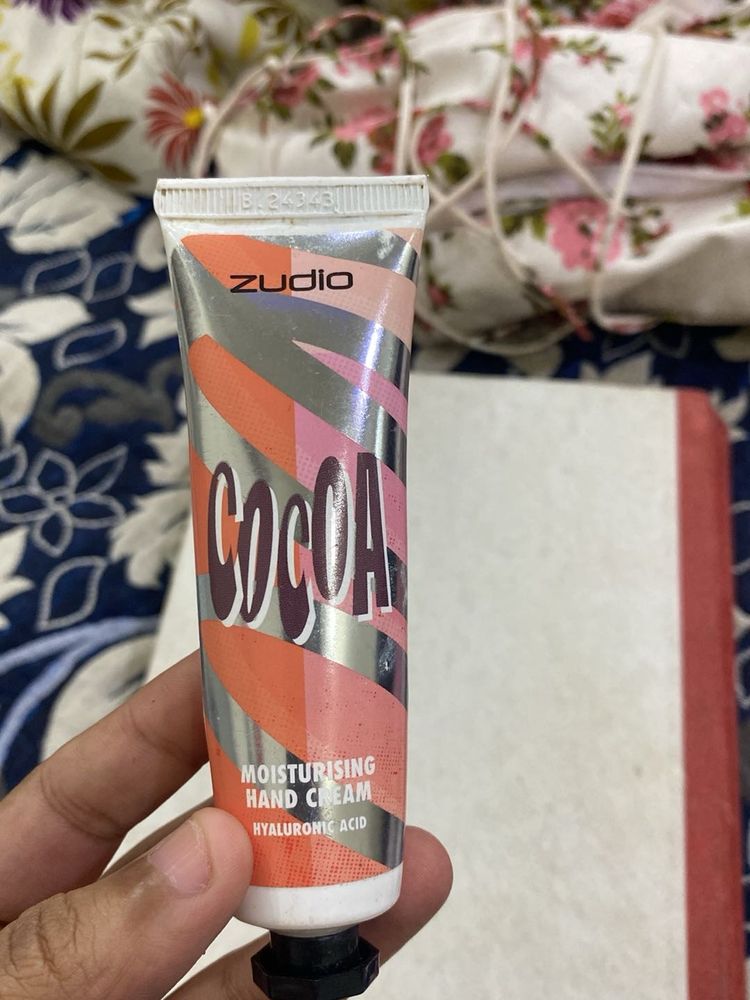 B.24343
zudio
COCOA
MOISTURISING
HAND CREAM
HYALURONIC ACID